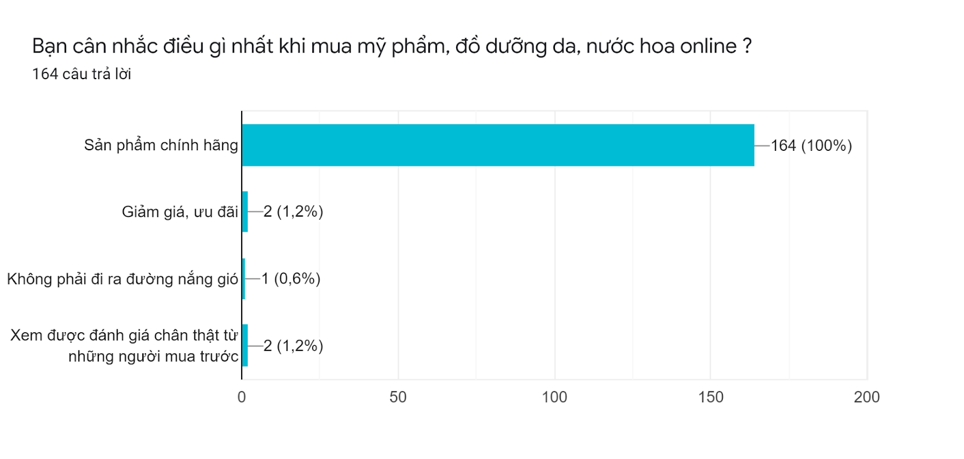 Bạn cân nhắc điều gì nhất khi mua mỹ phẩm, đồ dưỡng da, nước hoa online ?
164 câu trả lời
Sản phẩm chính hãng
164 (100%)
Giảm giá, ưu đãi
2 (1,2%)
Không phải đi ra đường nắng gió
1 (0,6%)
Xem được đánh giá chân thật từ
những người mua trước
2 (1,2%)
0 50 100 150 200